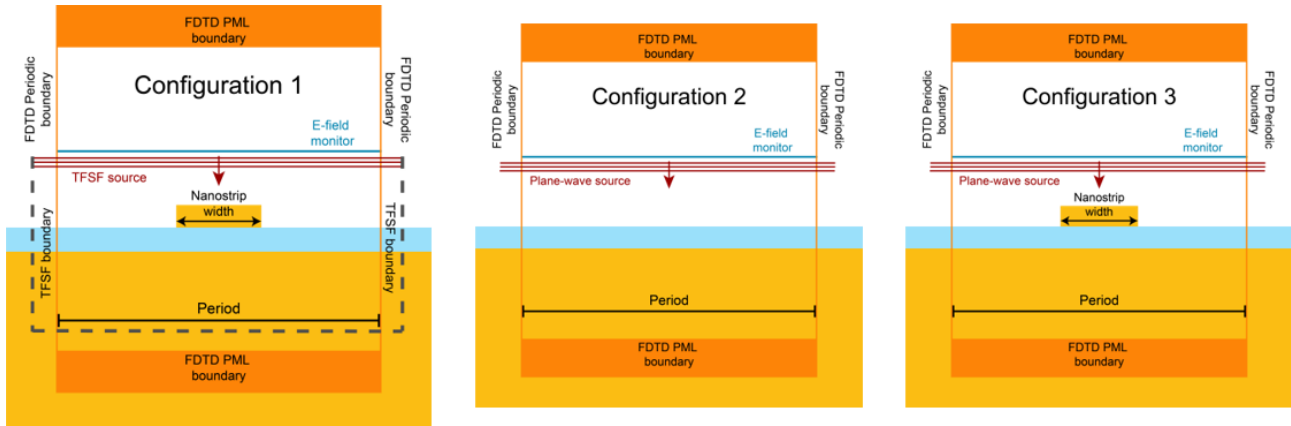 FDTD PML
boundary
FDTD Periodic
boundary
Configuration 1
FDTD Periodic
boundary
E-field
monitor
TFSF source
Nanostrip
width
TFSF boundary
TFSF boundary
Period
FDTD PML
boundary
FDTD PML
boundary
FDTD Periodic
boundary
Configuration 2
FDTD Periodic
boundary
E-field
monitor
Plane-wave source
Period
FDTD PML
boundary
FDTD PML
boundary
FDTD Periodic
boundary
Configuration 3
FDTD Periodic
boundary
E-field
monitor
Plane-wave source
Nanostrip
width
Period
FDTD PML
boundary